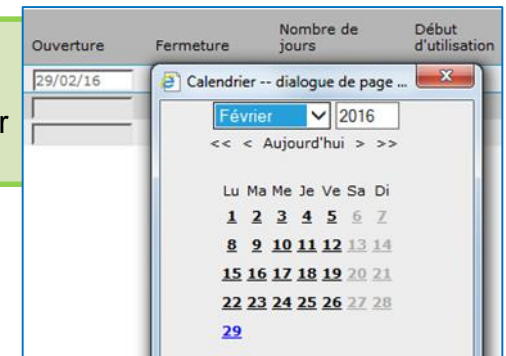 Ouverture Fermeture Nombre de jours Début d'utilisation
29/02/16
r
Calendrier -- dialogue de page ...
Février 2016
<< < Aujourd'hui > >>
Lu Ma Me Je Ve Sa Di
1 2 3 4 5 6 7
8 9 10 11 12 13 14
15 16 17 18 19 20 21
22 23 24 25 26 27 28
29